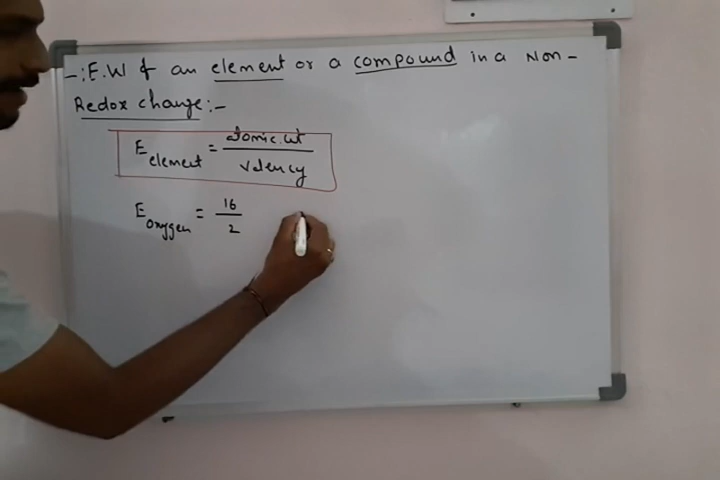 -: E.W of an element or a compound in a Non-
Redox change:-
E element = atomic.wt / valency
E oxygen = 16 / 2